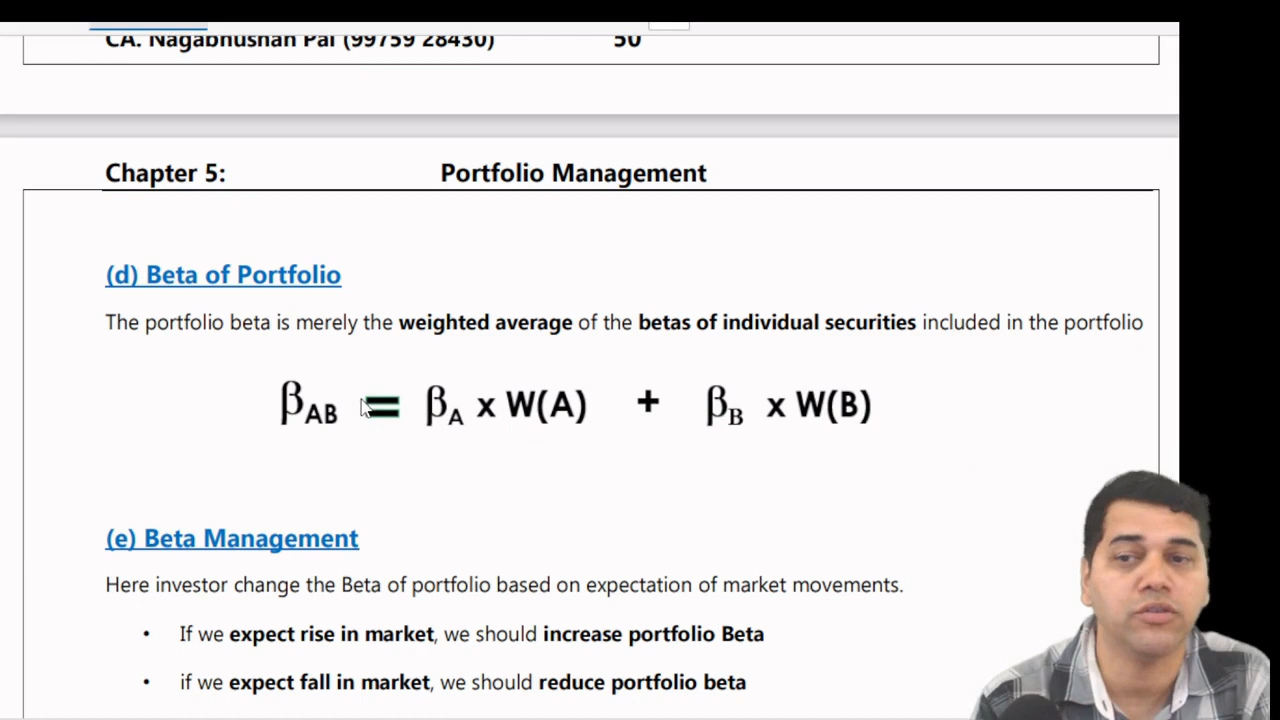 CA. Nagabhushan Pai (99759 28430) 50
Chapter 5: Portfolio Management
(d) Beta of Portfolio
The portfolio beta is merely the weighted average of the betas of individual securities included in the portfolio
βAB = βA x W(A) + βB x W(B)
(e) Beta Management
Here investor change the Beta of portfolio based on expectation of market movements.
• If we expect rise in market, we should increase portfolio Beta
• if we expect fall in market, we should reduce portfolio beta